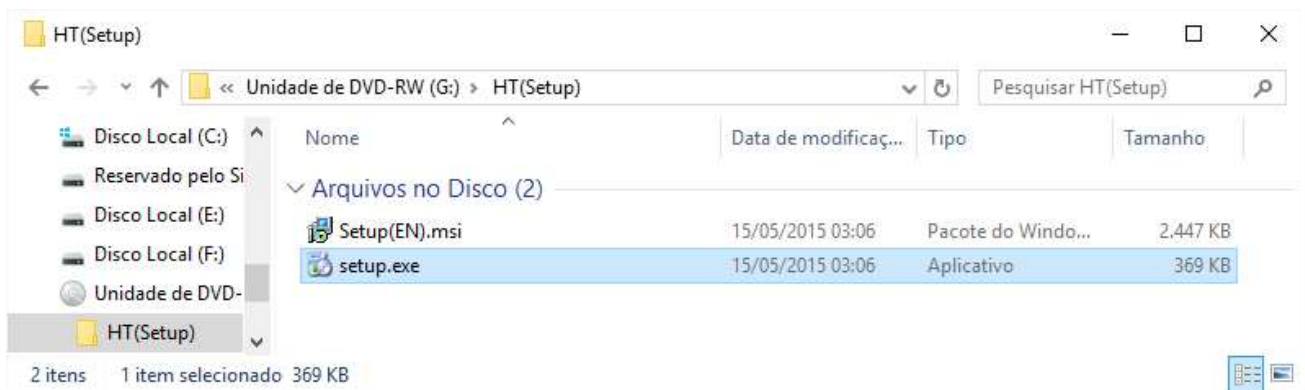 HT(Setup)
« Unidade de DVD-RW (G:) > HT(Setup)
Pesquisar HT(Setup)
Disco Local (C:)
Reservado pelo Si
Disco Local (E:)
Disco Local (F:)
Unidade de DVD-
HT(Setup)
Nome Data de modificaç... Tipo Tamanho
Arquivos no Disco (2)
Setup(EN).msi 15/05/2015 03:06 Pacote do Windo... 2.447 KB
setup.exe 15/05/2015 03:06 Aplicativo 369 KB
2 itens 1 item selecionado 369 KB